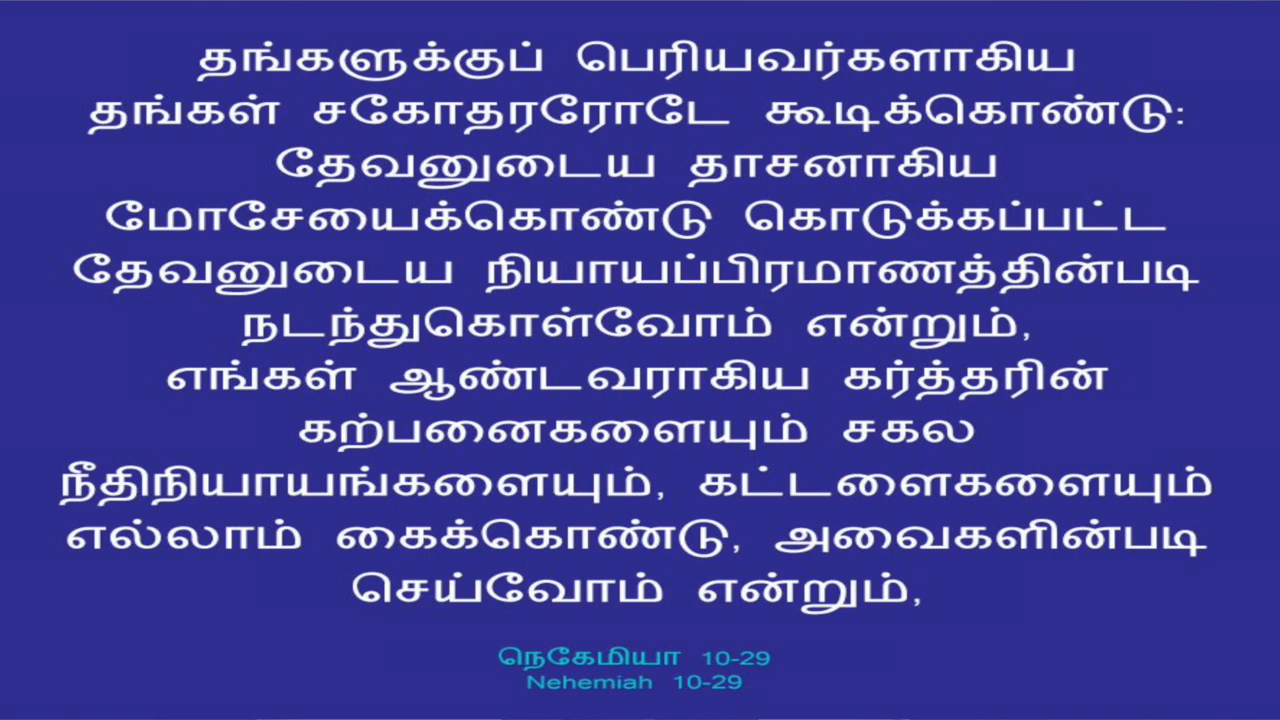 தங்களுக்குப் பெரியவர்களாகிய
தங்கள் சகோதரரோடே கூடிக்கொண்டு:
தேவனுடைய தாசனாகிய
மோசேயைக்கொண்டு கொடுக்கப்பட்ட
தேவனுடைய நியாயப்பிரமாணத்தின்படி
நடந்துகொள்வோம் என்றும்,
எங்கள் ஆண்டவராகிய கர்த்தரின்
கற்பனைகளையும் சகல
நீதிநியாயங்களையும், கட்டளைகளையும்
எல்லாம் கைக்கொண்டு, அவைகளின்படி
செய்வோம் என்றும்,
நெகேமியா 10-29
Nehemiah 10-29